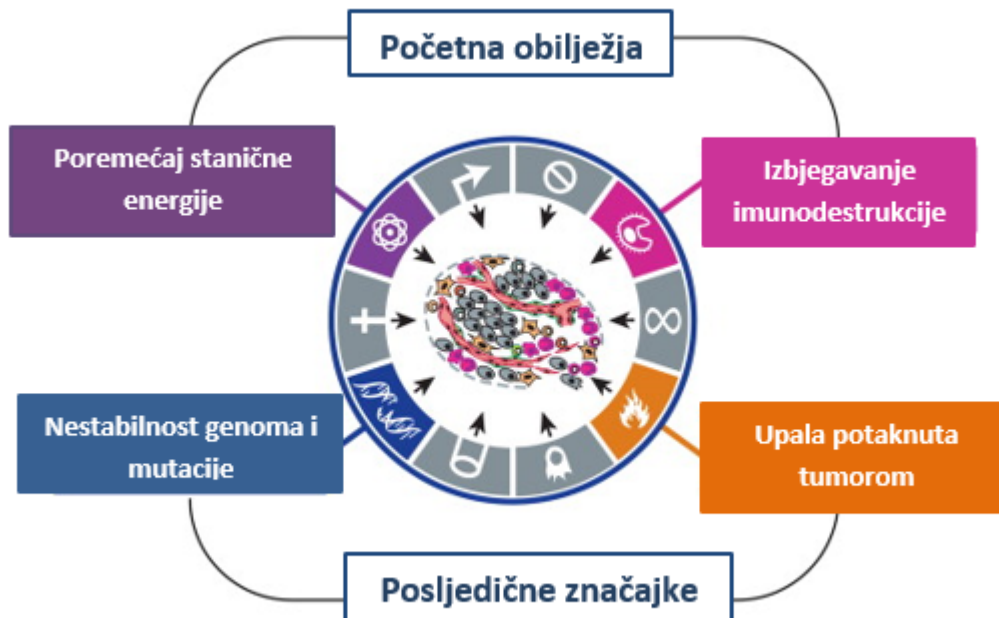 Početna obilježja
Poremećaj stanične
energije
Izbjegavanje
imunodestrukcije
Nestabilnost genoma i
mutacije
Upala potaknuta
tumorom
Posljedične značajke